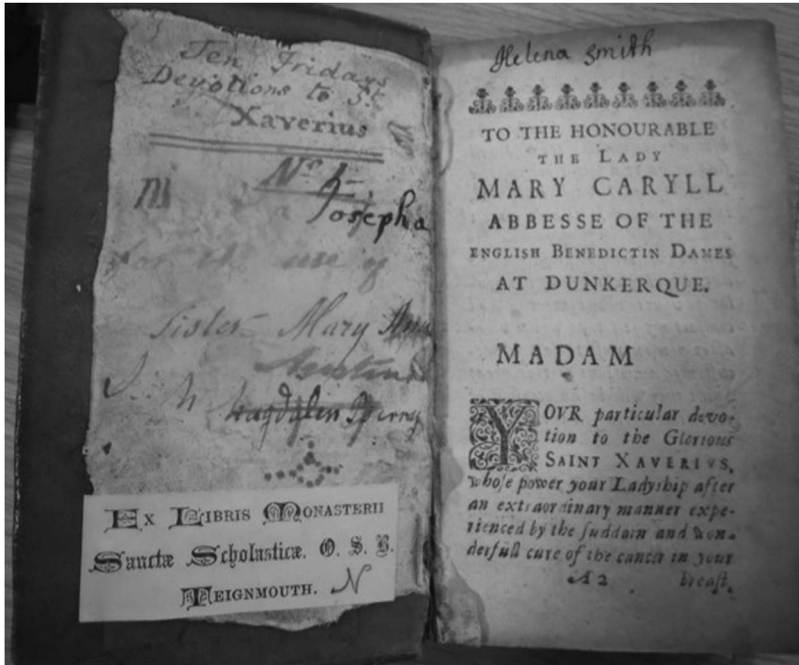 Ten Fridays
Devotions to St
Xaverius
No 1
M Josepha
for the use of
Sister Mary
S. M Magdalen
EX LIBRIS MONASTERII
Sanctæ Scholasticæ. O. S. B.
TEIGNMOUTH. N
Helena Smith
TO THE HONOURABLE
THE LADY
MARY CARYLL
ABBESSE OF THE
ENGLISH BENEDICTIN DAMES
AT DUNKERQUE.
MADAM
YOVR particular devo-
tion to the Glorious
SAINT XAVERIVS,
whose power your Ladyship after
an extraordinary manner expe-
rienced by the suddain and won-
derfull cure of the cancer in your
A2 breast,